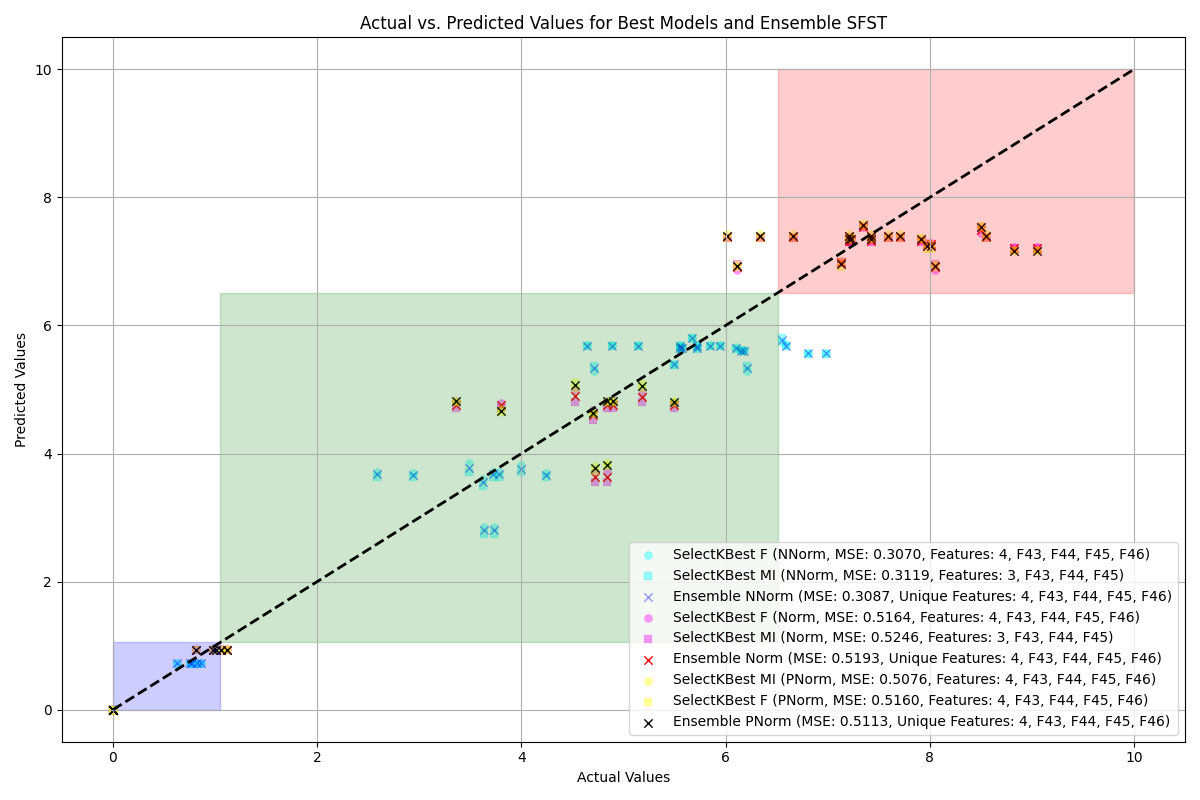 Actual vs. Predicted Values for Best Models and Ensemble SFST
10
8
6
4
2
0
Predicted Values
SelectKBest F (NNorm, MSE: 0.3070, Features: 4, F43, F44, F45, F46)
SelectKBest MI (NNorm, MSE: 0.3119, Features: 3, F43, F44, F45)
Ensemble NNorm (MSE: 0.3087, Unique Features: 4, F43, F44, F45, F46)
SelectKBest F (Norm, MSE: 0.5164, Features: 4, F43, F44, F45, F46)
SelectKBest MI (Norm, MSE: 0.5246, Features: 3, F43, F44, F45)
Ensemble Norm (MSE: 0.5193, Unique Features: 4, F43, F44, F45, F46)
SelectKBest MI (PNorm, MSE: 0.5076, Features: 4, F43, F44, F45, F46)
SelectKBest F (PNorm, MSE: 0.5160, Features: 4, F43, F44, F45, F46)
Ensemble PNorm (MSE: 0.5113, Unique Features: 4, F43, F44, F45, F46)
0 2 4 6 8 10
Actual Values